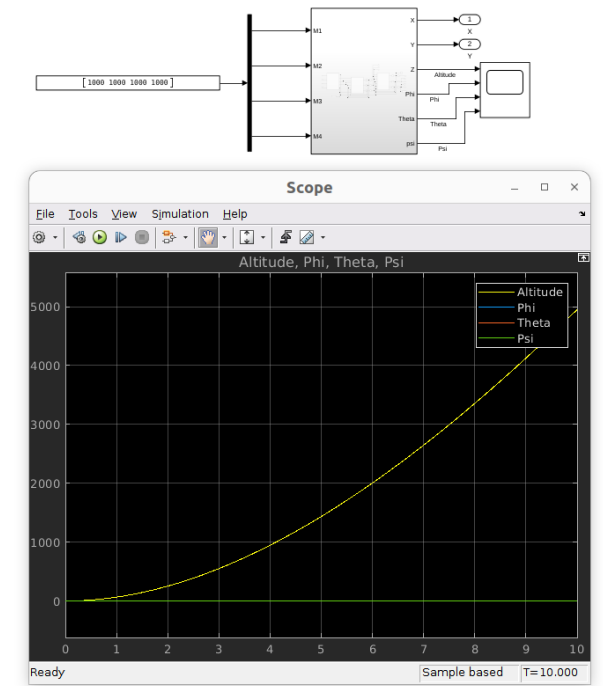 [1000 1000 1000 1000]
M1
M2
M3
M4
X
Y
Z
Phi
Theta
psi
1
X
2
Y
Altitude
Phi
Theta
Psi
Scope
File Tools View Simulation Help
Altitude, Phi, Theta, Psi
Altitude
Phi
Theta
Psi
5000
4000
3000
2000
1000
0
0 1 2 3 4 5 6 7 8 9 10
Ready Sample based T=10.000